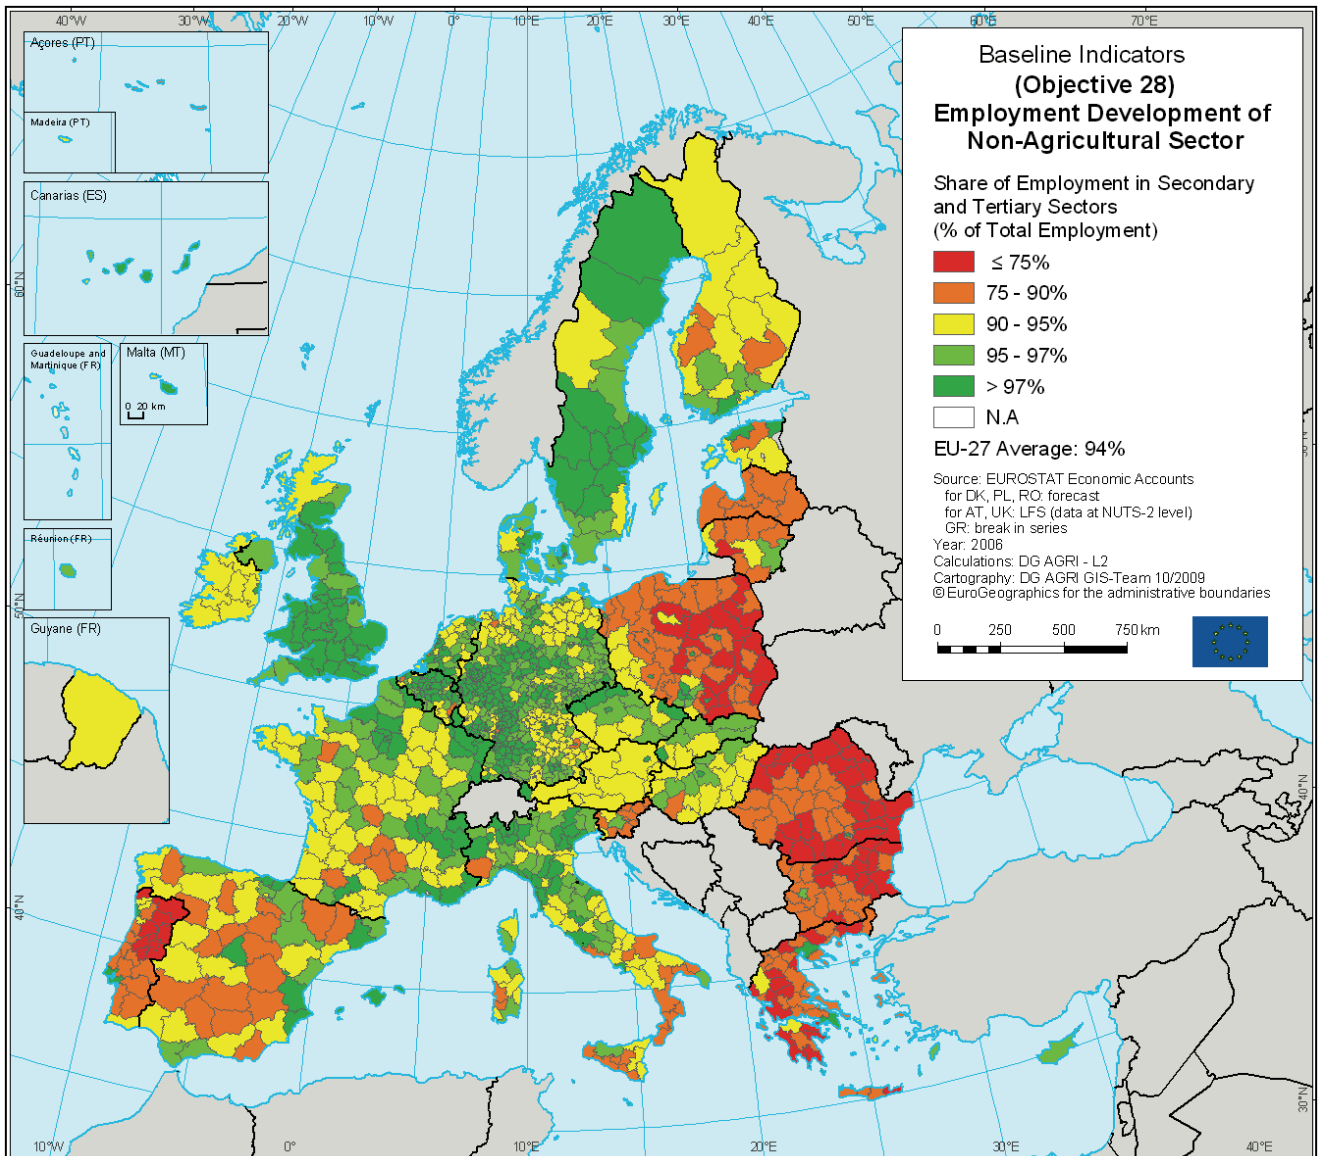 40°W 30°W 20°W 10°W 0° 10°E 20°E 30°E 40°E 50°E 60°E 70°E
Açores (PT)
Madeira (PT)
Canarias (ES)
Guadeloupe and
Martinique (FR)
Malta (MT)
0 20 km
Réunion (FR)
Guyane (FR)
Baseline Indicators
(Objective 28)
Employment Development of
Non-Agricultural Sector
Share of Employment in Secondary
and Tertiary Sectors
(% of Total Employment)
≤ 75%
75 - 90%
90 - 95%
95 - 97%
> 97%
N.A
EU-27 Average: 94%
Source: EUROSTAT Economic Accounts
for DK, PL, RO: forecast
for AT, UK: LFS (data at NUTS-2 level)
GR: break in series
Year: 2006
Calculations: DG AGRI - L2
Cartography: DG AGRI GIS-Team 10/2009
© EuroGeographics for the administrative boundaries
0 250 500 750 km
60°N
40°N
40°N
30°N
10°W 0° 10°E 20°E 30°E 40°E